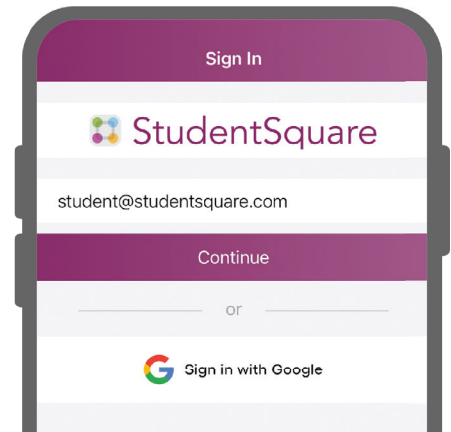 Sign In
StudentSquare
student@studentsquare.com
Continue
or
Sign in with Google